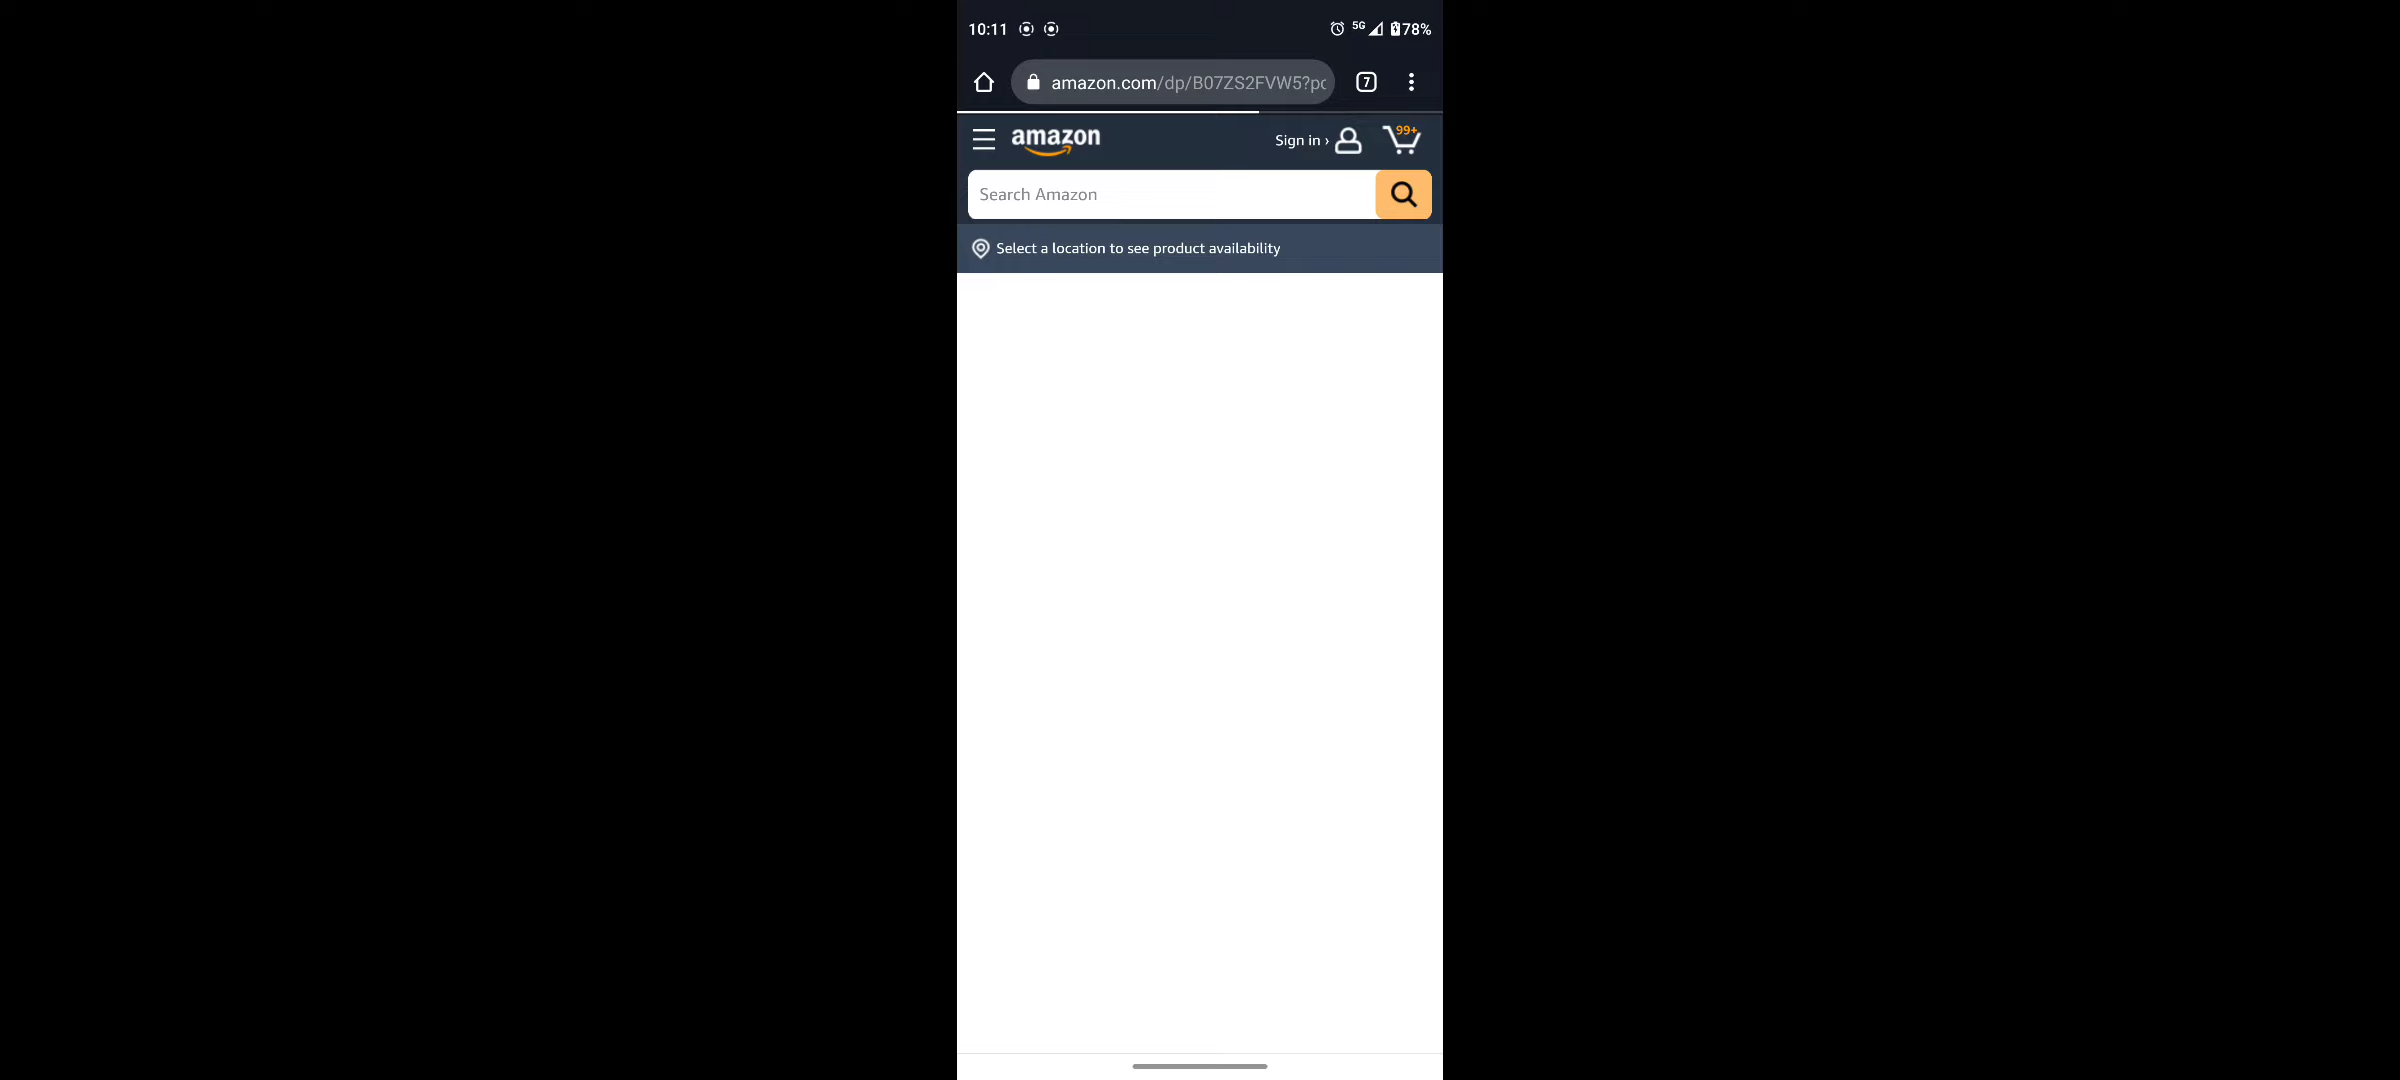 10:11 5G 78%
amazon.com/dp/B07ZS2FVW5?pc 7
amazon Sign in › 99+
Search Amazon
Select a location to see product availability